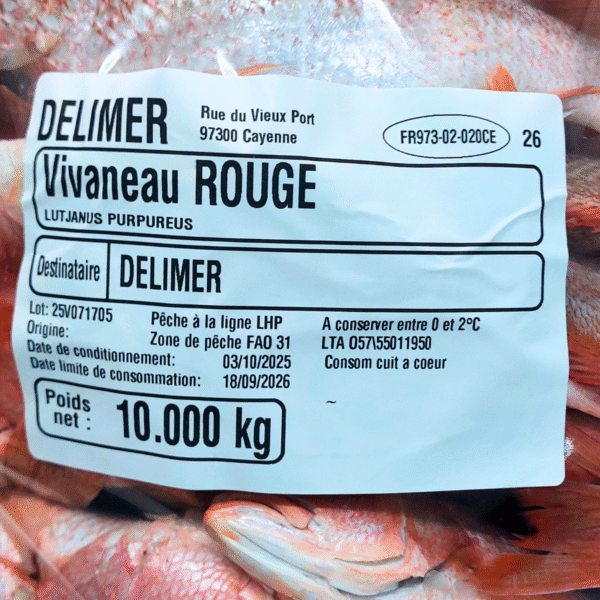 DELIMER
Rue du Vieux Port
97300 Cayenne
FR973-02-020CE
26
Vivaneau ROUGE
LUTJANUS PURPUREUS
Destinataire DELIMER
Lot: 25V071705
Pêche à la ligne LHP
A conserver entre 0 et 2ºC
Origine:
Zone de pêche FAO 31
LTA 057\55011950
Date de conditionnement: 03/10/2025
Consom cuit a coeur
Date limite de consommation: 18/09/2026
~
Poids net : 10.000 kg